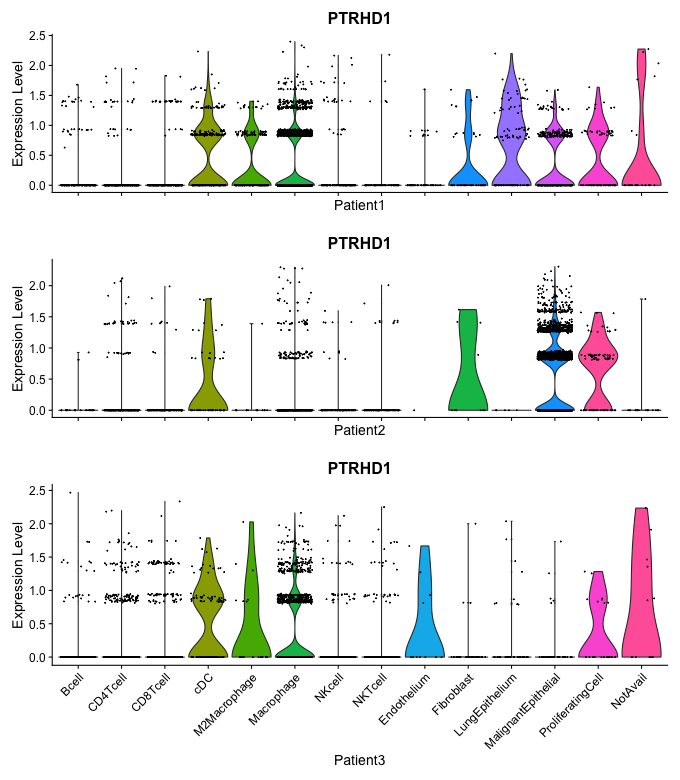 PTRHD1
2.5
2.0
1.5
1.0
0.5
0.0
Expression Level
Patient1
PTRHD1
2.0
1.5
1.0
0.5
0.0
Expression Level
Patient2
PTRHD1
2.5
2.0
1.5
1.0
0.5
0.0
Expression Level
Bcell
CD4Tcell
CD8Tcell
cDC
M2Macrophage
Macrophage
NKcell
NKTcell
Endothelium
Fibroblast
LungEpithelium
MalignantEpithelial
ProliferatingCell
NotAvail
Patient3